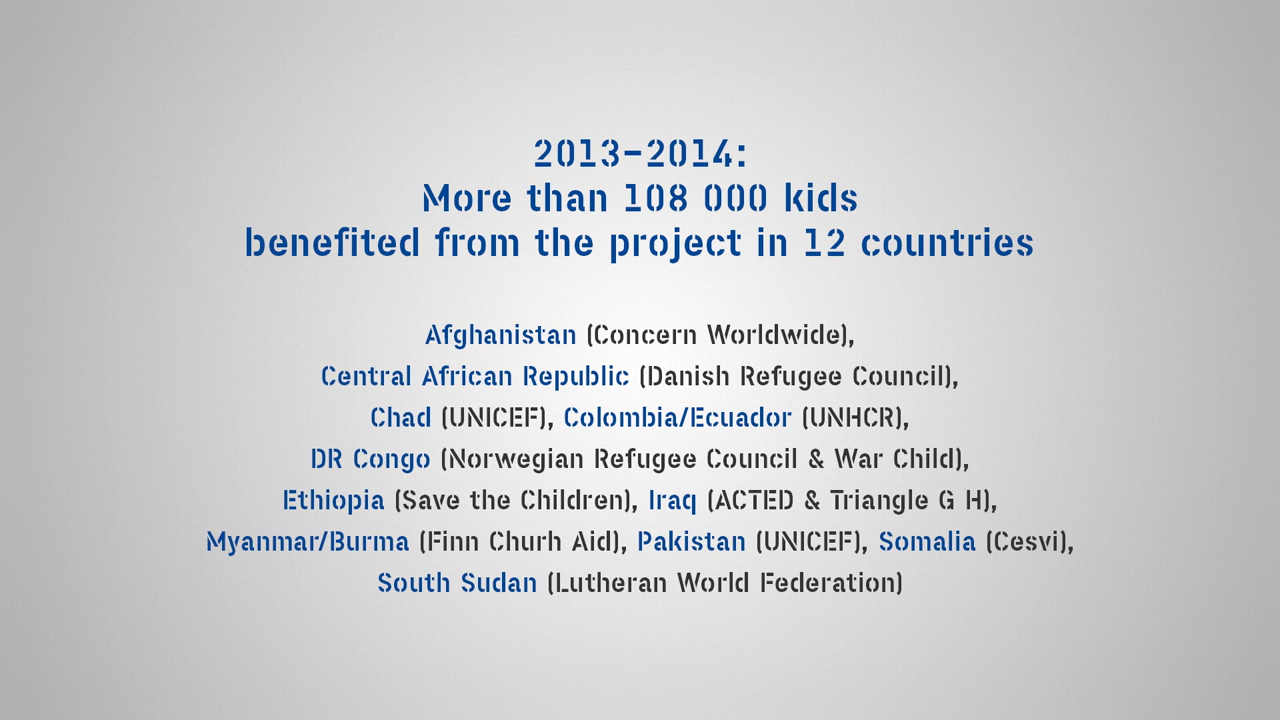 2013-2014:
More than 108 000 kids
benefited from the project in 12 countries
Afghanistan (Concern Worldwide),
Central African Republic (Danish Refugee Council),
Chad (UNICEF), Colombia/Ecuador (UNHCR),
DR Congo (Norwegian Refugee Council & War Child),
Ethiopia (Save the Children), Iraq (ACTED & Triangle G H),
Myanmar/Burma (Finn Churh Aid), Pakistan (UNICEF), Somalia (Cesvi),
South Sudan (Lutheran World Federation)